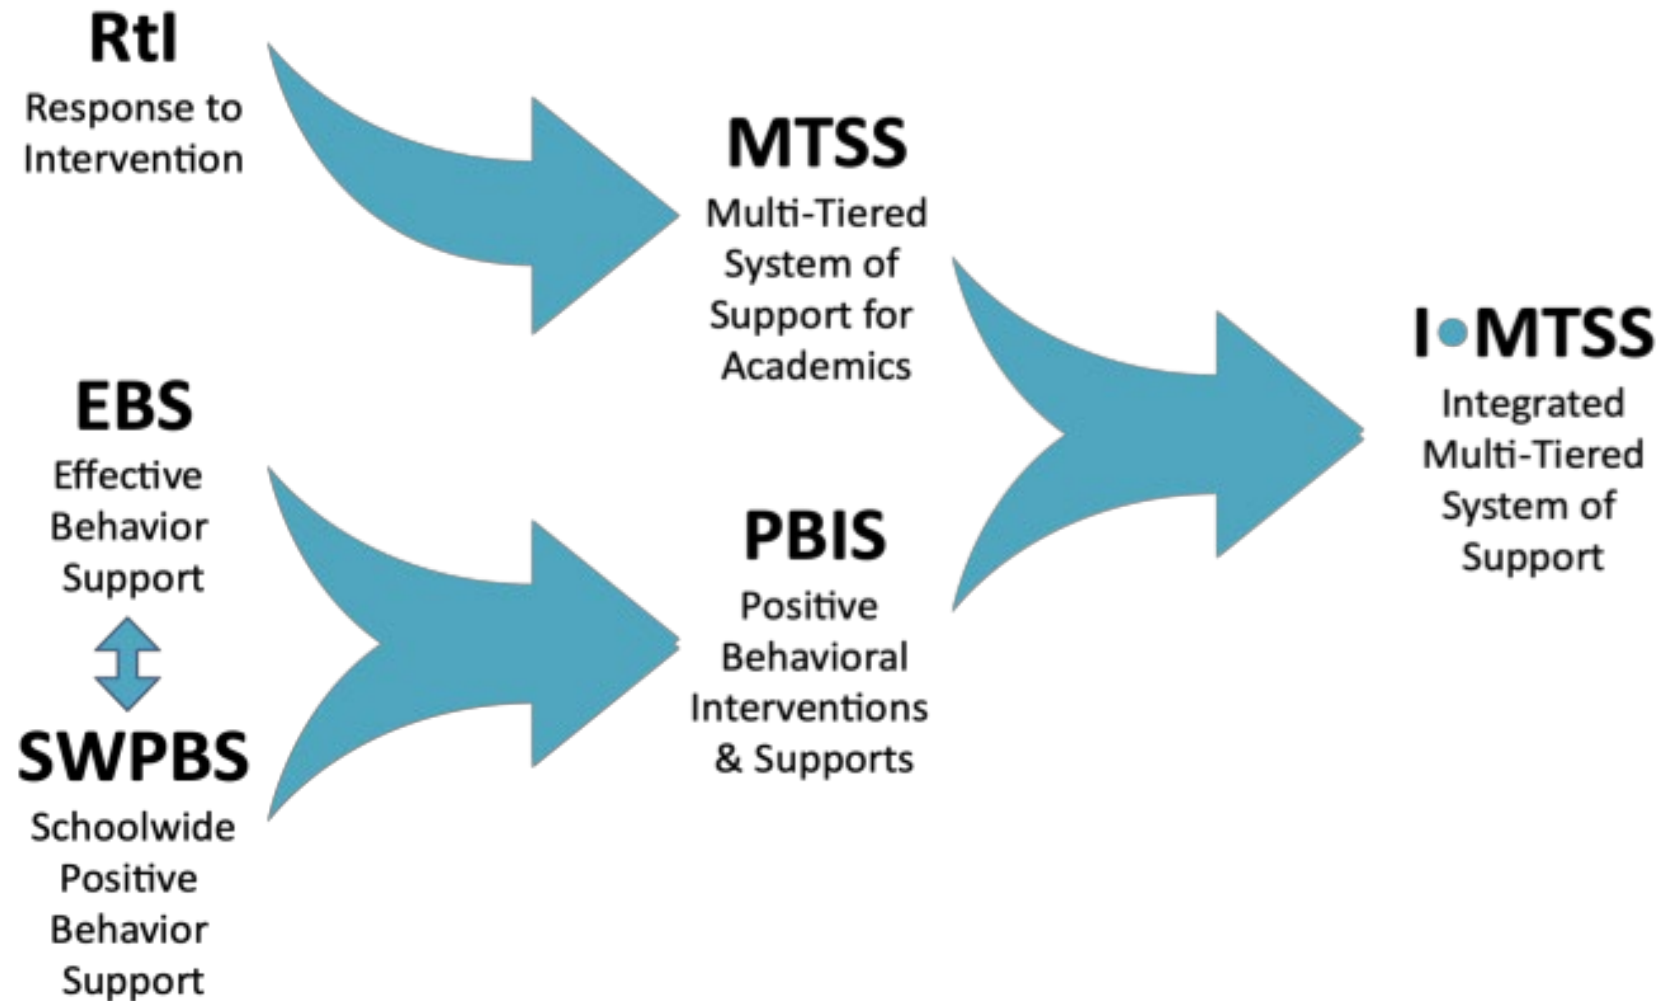 RtI
Response to
Intervention
EBS
Effective
Behavior
Support
SWPBS
Schoolwide
Positive
Behavior
Support
MTSS
Multi-Tiered
System of
Support for
Academics
PBIS
Positive
Behavioral
Interventions
& Supports
I•MTSS
Integrated
Multi-Tiered
System of
Support